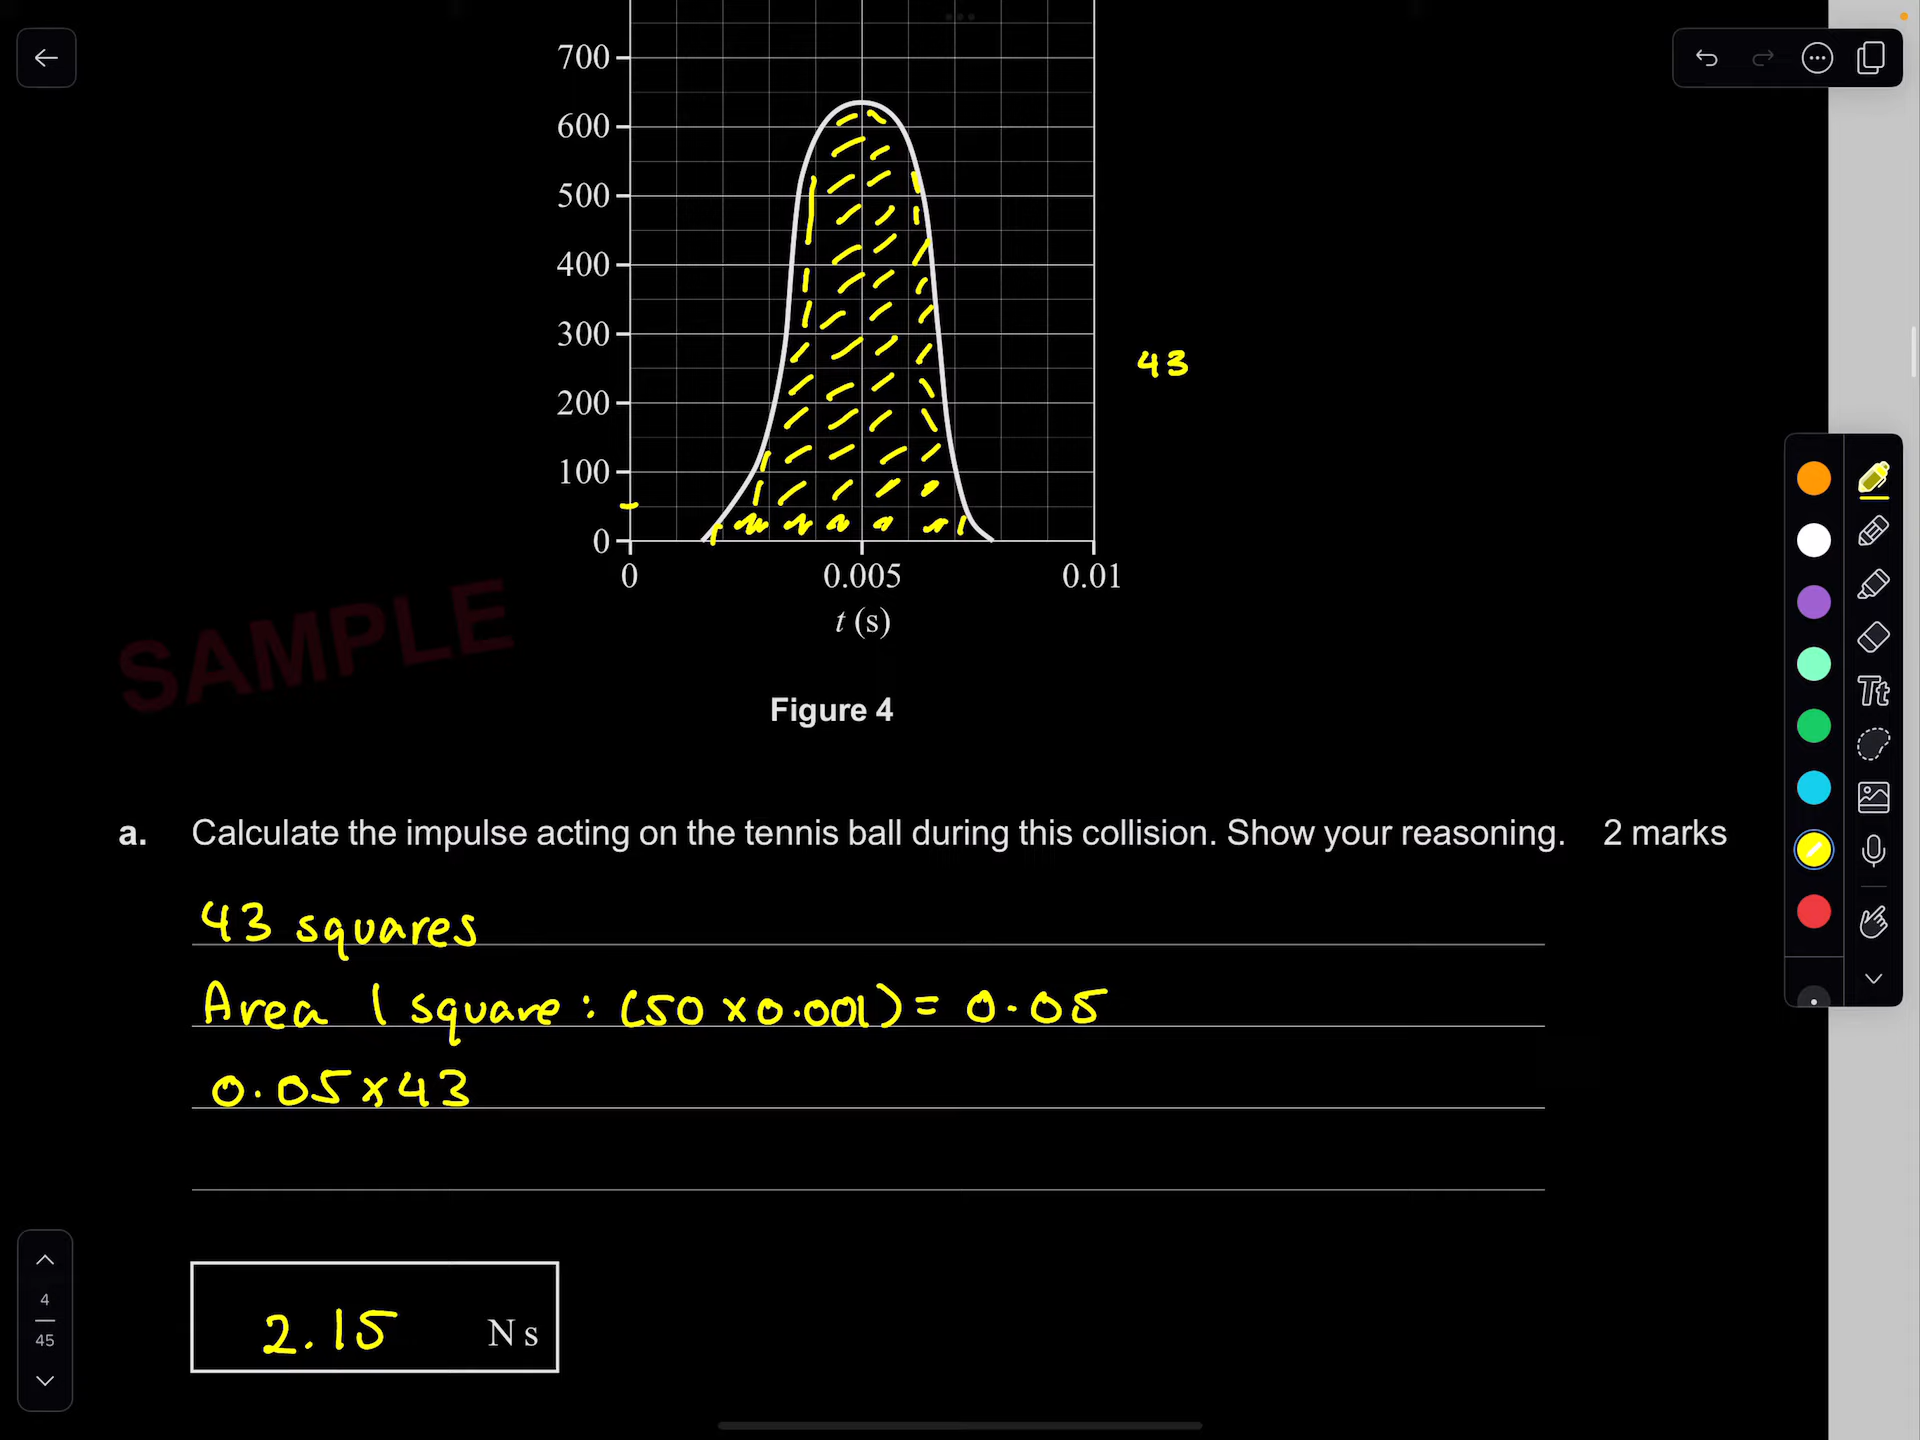 700
600
500
400
300
200
100
0
43
0 0.005 0.01
t (s)
SAMPLE
Figure 4
a. Calculate the impulse acting on the tennis ball during this collision. Show your reasoning. 2 marks
43 squares
Area 1 square : (50 x 0.001) = 0.05
0.05 x 43
2.15 N s
Tt
4
45